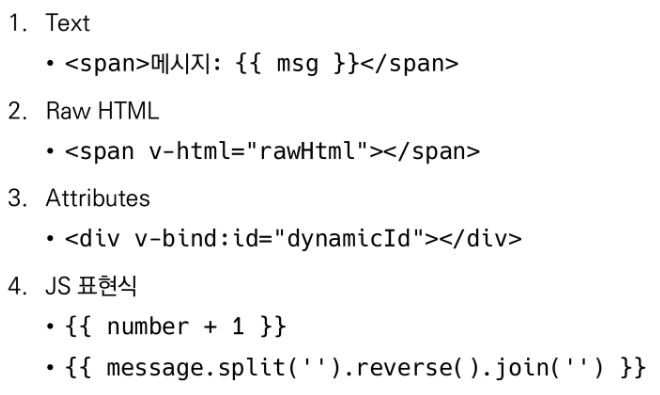 1. Text
• <span>메시지: {{ msg }}</span>
2. Raw HTML
• <span v-html="rawHtml"></span>
3. Attributes
• <div v-bind:id="dynamicId"></div>
4. JS 표현식
• {{ number + 1 }}
• {{ message.split('').reverse().join('') }}